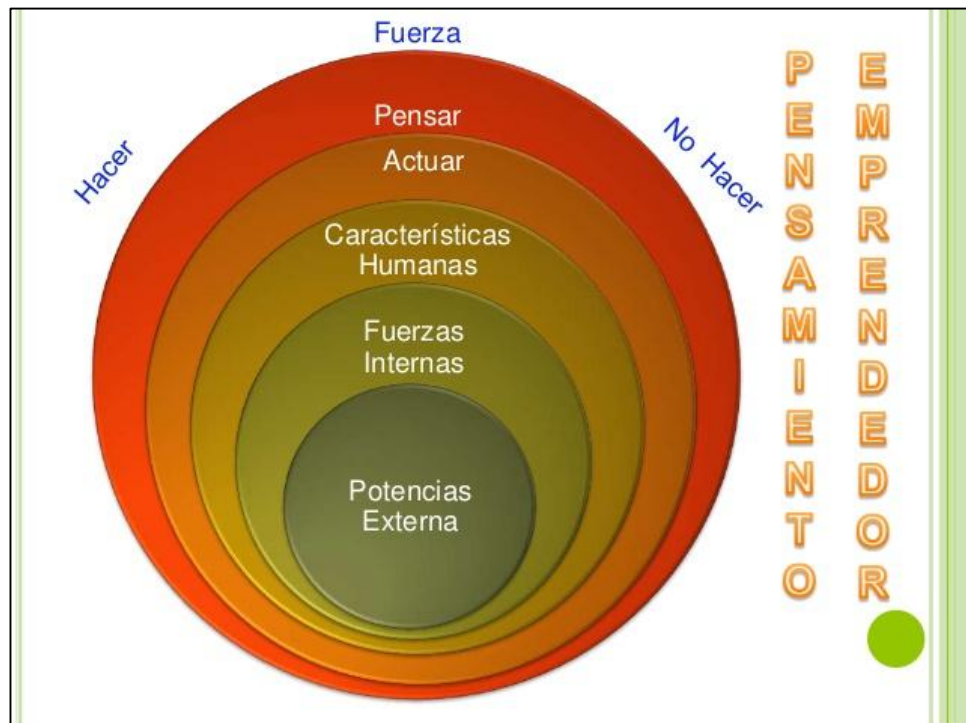 Fuerza
Hacer
No Hacer
Pensar
Actuar
Características
Humanas
Fuerzas
Internas
Potencias
Externa
PENSAMIENTO
EMPRENDEDOR